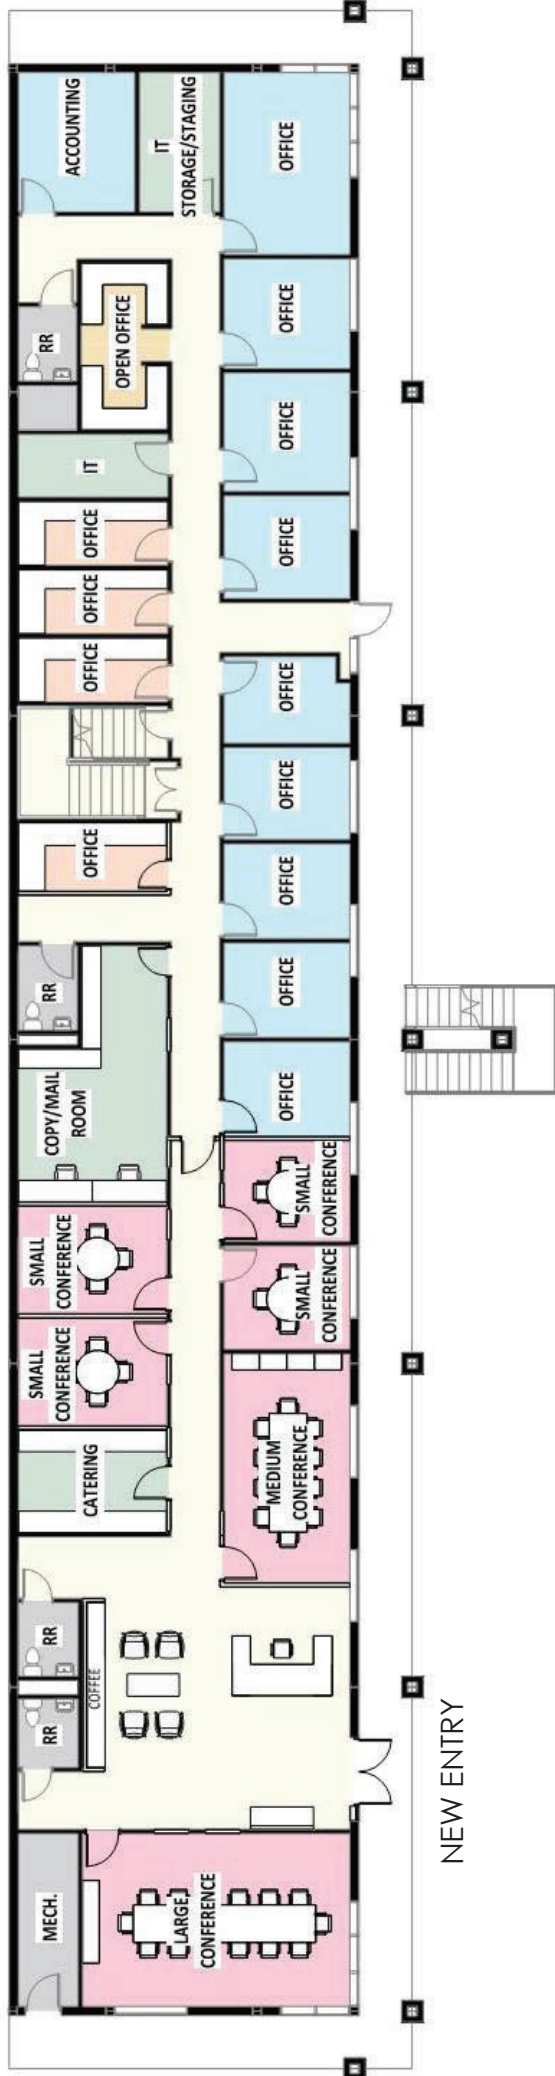 MECH.
RR
RR
COFFEE
CATERING
SMALL
CONFERENCE
SMALL
CONFERENCE
COPY/MAIL
ROOM
RR
OFFICE
OFFICE
OFFICE
OFFICE
IT
RR
OPEN OFFICE
ACCOUNTING
IT
STORAGE/STAGING
LARGE
CONFERENCE
MEDIUM
CONFERENCE
SMALL
CONFERENCE
SMALL
CONFERENCE
OFFICE
OFFICE
OFFICE
OFFICE
OFFICE
OFFICE
OFFICE
OFFICE
OFFICE
NEW ENTRY